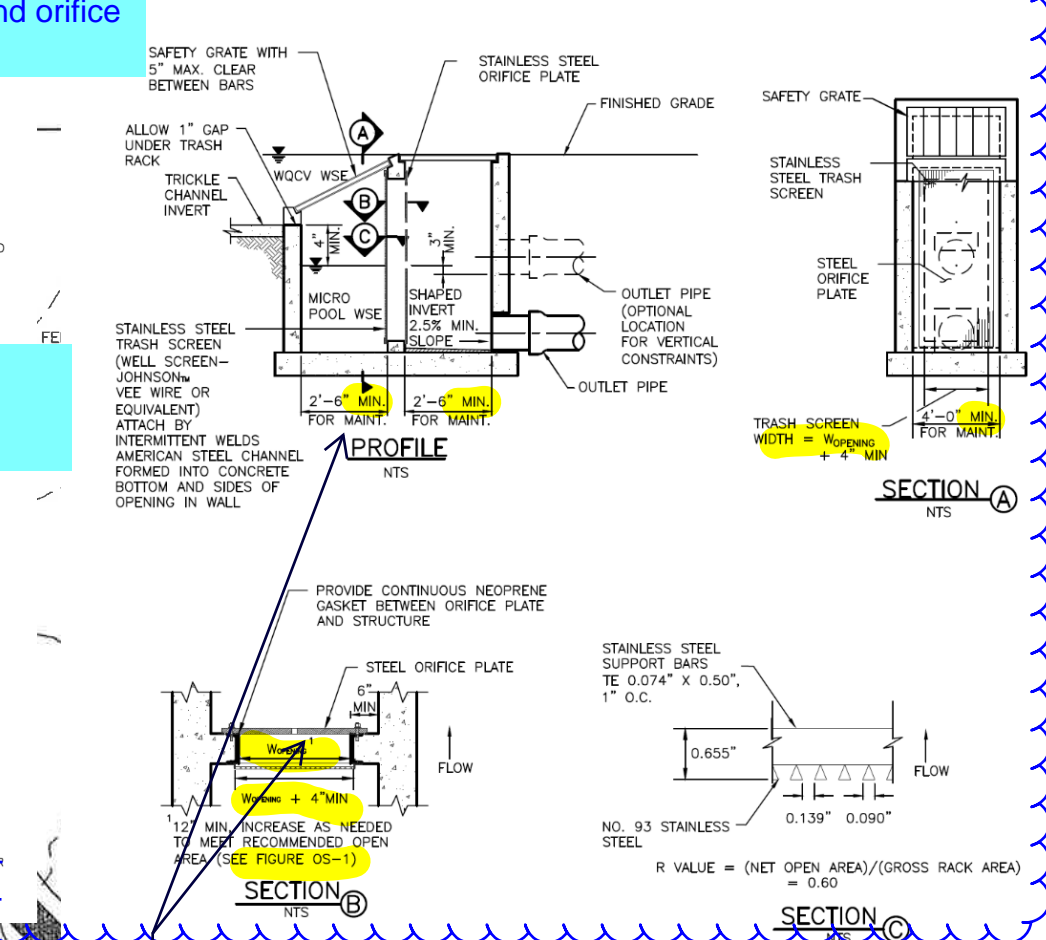 nd orifice
SAFETY GRATE WITH
5" MAX. CLEAR
BETWEEN BARS
STAINLESS STEEL
ORIFICE PLATE
FINISHED GRADE
ALLOW 1" GAP
UNDER TRASH
RACK
A
WQCV WSE
TRICKLE
CHANNEL
INVERT
B
C
4"
MIN.
3"
MIN.
MICRO
POOL WSE
SHAPED
INVERT
2.5% MIN.
SLOPE
OUTLET PIPE
(OPTIONAL
LOCATION
FOR VERTICAL
CONSTRAINTS)
OUTLET PIPE
STAINLESS STEEL
TRASH SCREEN
(WELL SCREEN-
JOHNSON™
VEE WIRE OR
EQUIVALENT)
ATTACH BY
INTERMITTENT WELDS
AMERICAN STEEL CHANNEL
FORMED INTO CONCRETE
BOTTOM AND SIDES OF
OPENING IN WALL
2'-6" MIN.
FOR MAINT.
2'-6" MIN.
FOR MAINT.
PROFILE
NTS
SAFETY GRATE
STAINLESS
STEEL TRASH
SCREEN
STEEL
ORIFICE
PLATE
TRASH SCREEN
WIDTH = WOPENING
+ 4" MIN
4'-0" MIN.
FOR MAINT.
SECTION A
NTS
FE
PROVIDE CONTINUOUS NEOPRENE
GASKET BETWEEN ORIFICE PLATE
AND STRUCTURE
STEEL ORIFICE PLATE
6"
MIN
WOPENING 1
FLOW
WOPENING + 4"MIN
1 12" MIN. INCREASE AS NEEDED
TO MEET RECOMMENDED OPEN
AREA (SEE FIGURE OS-1)
SECTION B
NTS
STAINLESS STEEL
SUPPORT BARS
TE 0.074" X 0.50",
1" O.C.
0.655"
FLOW
0.139" 0.090"
NO. 93 STAINLESS
STEEL
R VALUE = (NET OPEN AREA)/(GROSS RACK AREA)
= 0.60
SECTION C
NTS